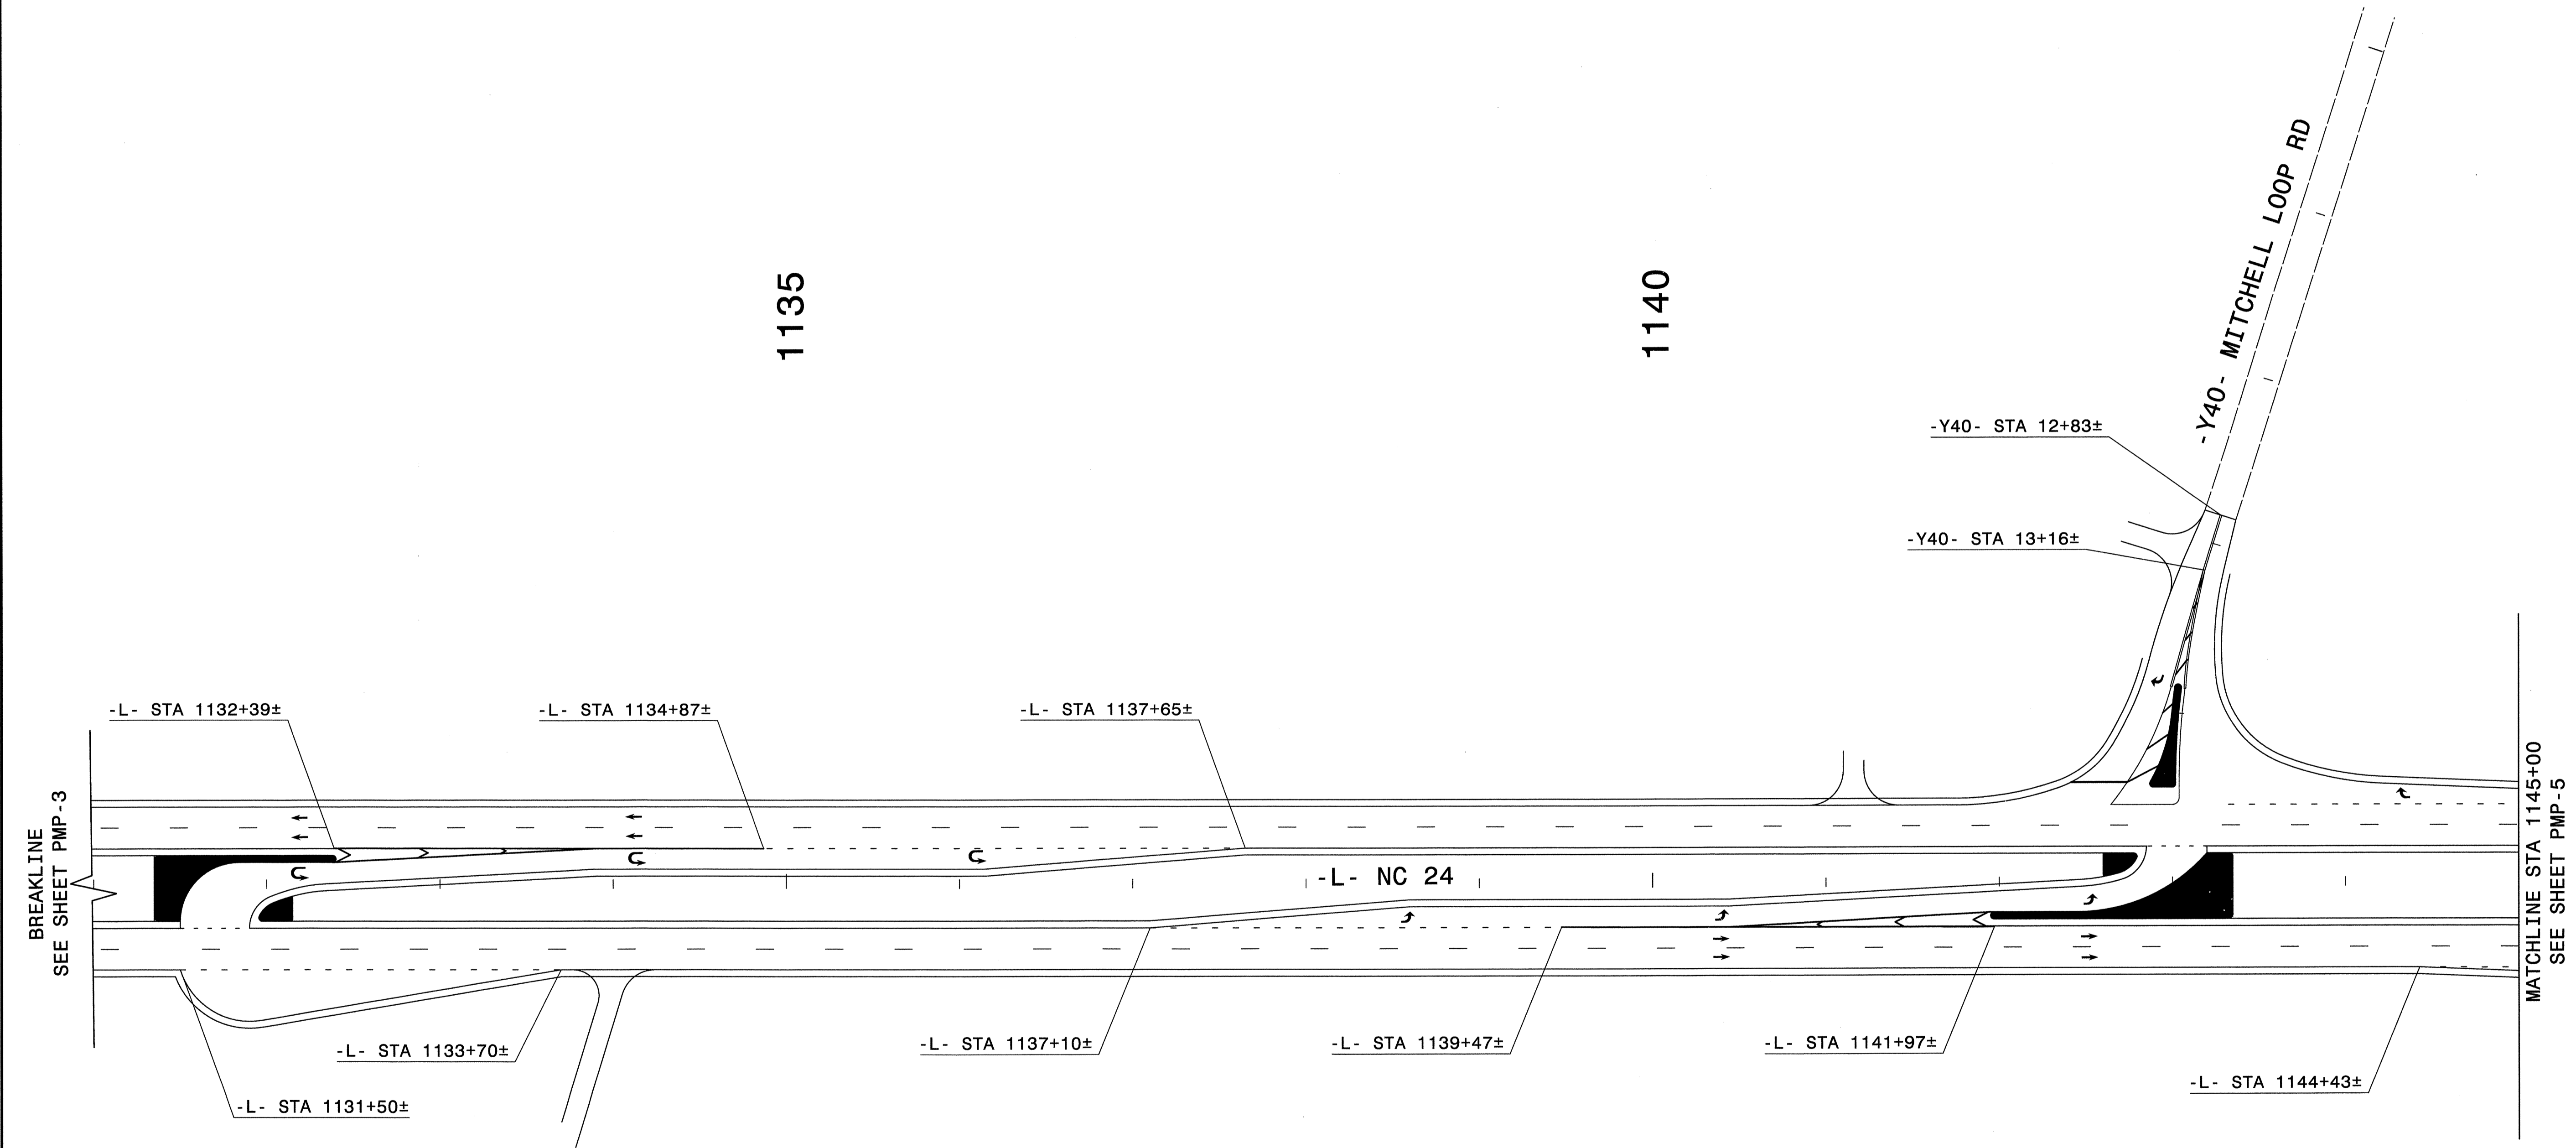 1135
1140
-Y40- MITCHELL LOOP RD
-Y40- STA 12+83±
-Y40- STA 13+16±
-L- STA 1132+39±
-L- STA 1134+87±
-L- STA 1137+65±
BREAKLINE
SEE SHEET PMP-3
-L- NC 24
MATCHLINE STA 1145+00
SEE SHEET PMP-5
-L- STA 1133+70±
-L- STA 1137+10±
-L- STA 1139+47±
-L- STA 1141+97±
-L- STA 1144+43±
-L- STA 1131+50±